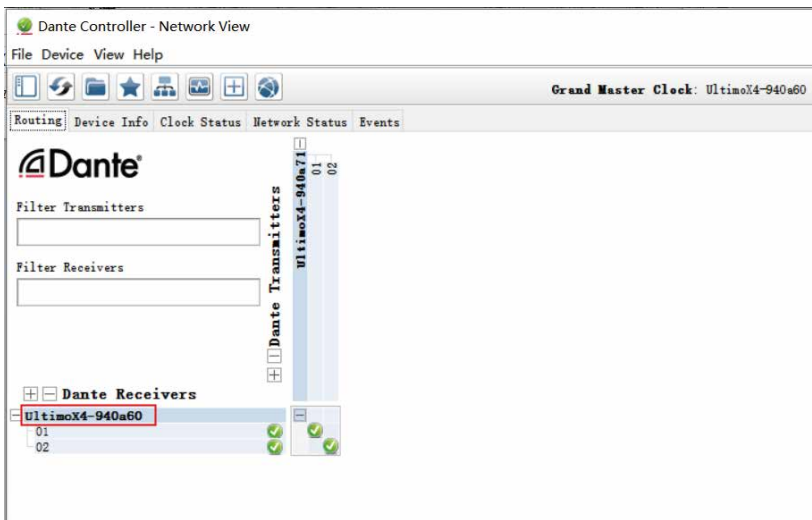 Dante Controller - Network View
File Device View Help
Grand Master Clock: UltimoX4-940a60
Routing Device Info Clock Status Network Status Events
Dante
Filter Transmitters
Filter Receivers
Dante Transmitters
UltimoX4-940a71
01
02
Dante Receivers
UltimoX4-940a60
01
02